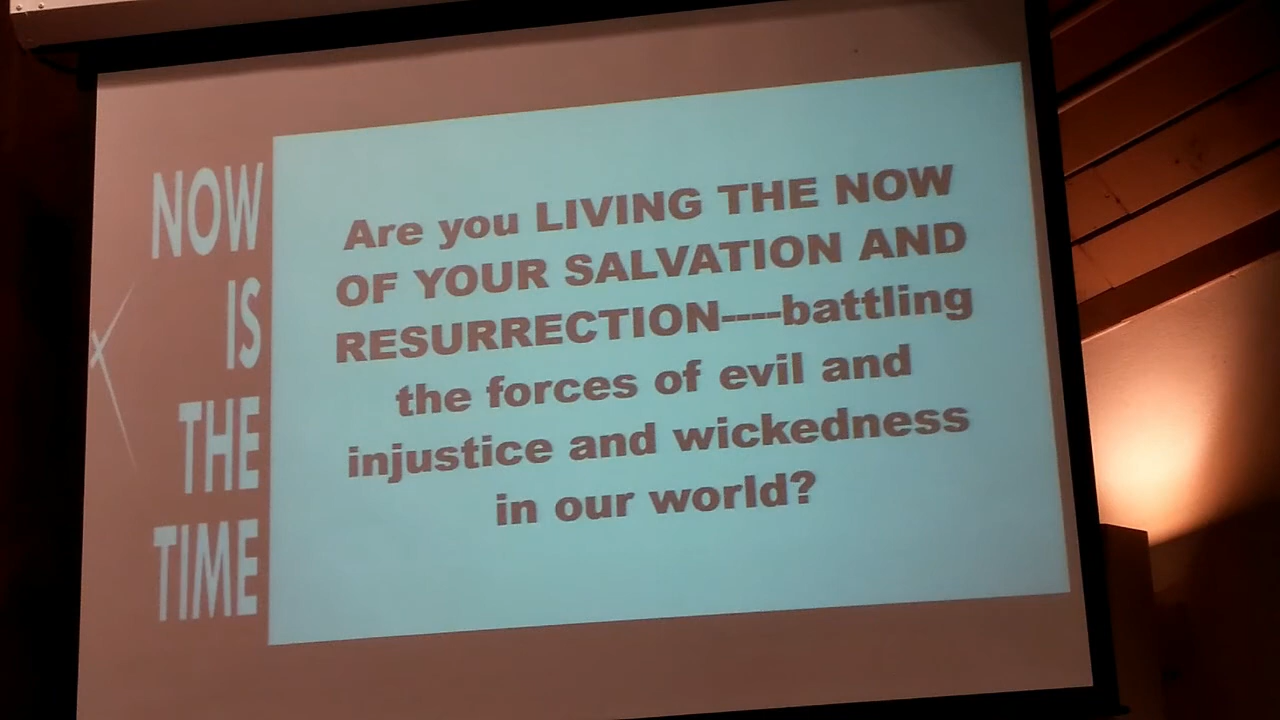 NOW
IS
THE
TIME
Are you LIVING THE NOW
OF YOUR SALVATION AND
RESURRECTION----battling
the forces of evil and
injustice and wickedness
in our world?